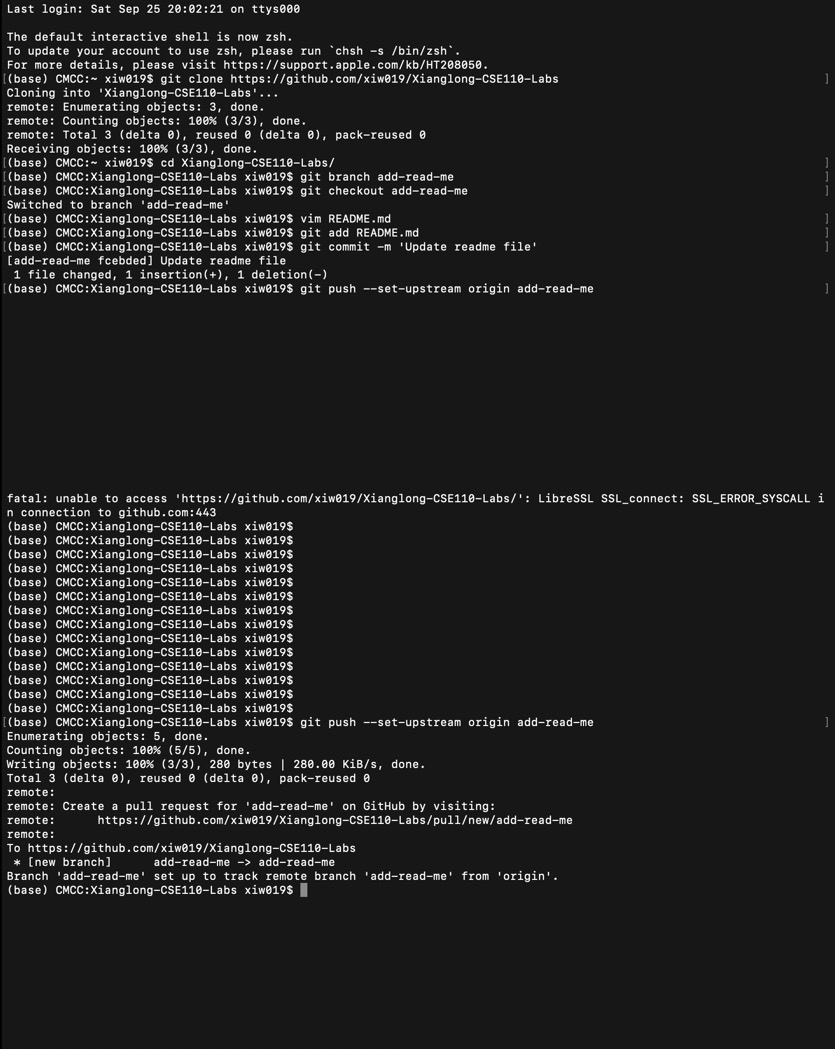 Last login: Sat Sep 25 20:02:21 on ttys000

The default interactive shell is now zsh.
To update your account to use zsh, please run `chsh -s /bin/zsh`.
For more details, please visit https://support.apple.com/kb/HT208050.
[(base) CMCC:~ xiw019$ git clone https://github.com/xiw019/Xianglong-CSE110-Labs ]
Cloning into 'Xianglong-CSE110-Labs'...
remote: Enumerating objects: 3, done.
remote: Counting objects: 100% (3/3), done.
remote: Total 3 (delta 0), reused 0 (delta 0), pack-reused 0
Receiving objects: 100% (3/3), done.
[(base) CMCC:~ xiw019$ cd Xianglong-CSE110-Labs/ ]
[(base) CMCC:Xianglong-CSE110-Labs xiw019$ git branch add-read-me ]
[(base) CMCC:Xianglong-CSE110-Labs xiw019$ git checkout add-read-me ]
Switched to branch 'add-read-me'
[(base) CMCC:Xianglong-CSE110-Labs xiw019$ vim README.md ]
[(base) CMCC:Xianglong-CSE110-Labs xiw019$ git add README.md ]
[(base) CMCC:Xianglong-CSE110-Labs xiw019$ git commit -m 'Update readme file' ]
[add-read-me fcebded] Update readme file
 1 file changed, 1 insertion(+), 1 deletion(-)
[(base) CMCC:Xianglong-CSE110-Labs xiw019$ git push --set-upstream origin add-read-me ]
fatal: unable to access 'https://github.com/xiw019/Xianglong-CSE110-Labs/': LibreSSL SSL_connect: SSL_ERROR_SYSCALL i
n connection to github.com:443
(base) CMCC:Xianglong-CSE110-Labs xiw019$
(base) CMCC:Xianglong-CSE110-Labs xiw019$
(base) CMCC:Xianglong-CSE110-Labs xiw019$
(base) CMCC:Xianglong-CSE110-Labs xiw019$
(base) CMCC:Xianglong-CSE110-Labs xiw019$
(base) CMCC:Xianglong-CSE110-Labs xiw019$
(base) CMCC:Xianglong-CSE110-Labs xiw019$
(base) CMCC:Xianglong-CSE110-Labs xiw019$
(base) CMCC:Xianglong-CSE110-Labs xiw019$
(base) CMCC:Xianglong-CSE110-Labs xiw019$
(base) CMCC:Xianglong-CSE110-Labs xiw019$
(base) CMCC:Xianglong-CSE110-Labs xiw019$
(base) CMCC:Xianglong-CSE110-Labs xiw019$
(base) CMCC:Xianglong-CSE110-Labs xiw019$
[(base) CMCC:Xianglong-CSE110-Labs xiw019$ git push --set-upstream origin add-read-me ]
Enumerating objects: 5, done.
Counting objects: 100% (5/5), done.
Writing objects: 100% (3/3), 280 bytes | 280.00 KiB/s, done.
Total 3 (delta 0), reused 0 (delta 0), pack-reused 0
remote:
remote: Create a pull request for 'add-read-me' on GitHub by visiting:
remote:      https://github.com/xiw019/Xianglong-CSE110-Labs/pull/new/add-read-me
remote:
To https://github.com/xiw019/Xianglong-CSE110-Labs
 * [new branch]      add-read-me -> add-read-me
Branch 'add-read-me' set up to track remote branch 'add-read-me' from 'origin'.
(base) CMCC:Xianglong-CSE110-Labs xiw019$